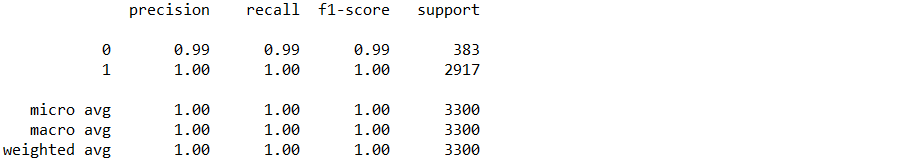 precision recall f1-score support
0 0.99 0.99 0.99 383
1 1.00 1.00 1.00 2917
micro avg 1.00 1.00 1.00 3300
macro avg 1.00 1.00 1.00 3300
weighted avg 1.00 1.00 1.00 3300